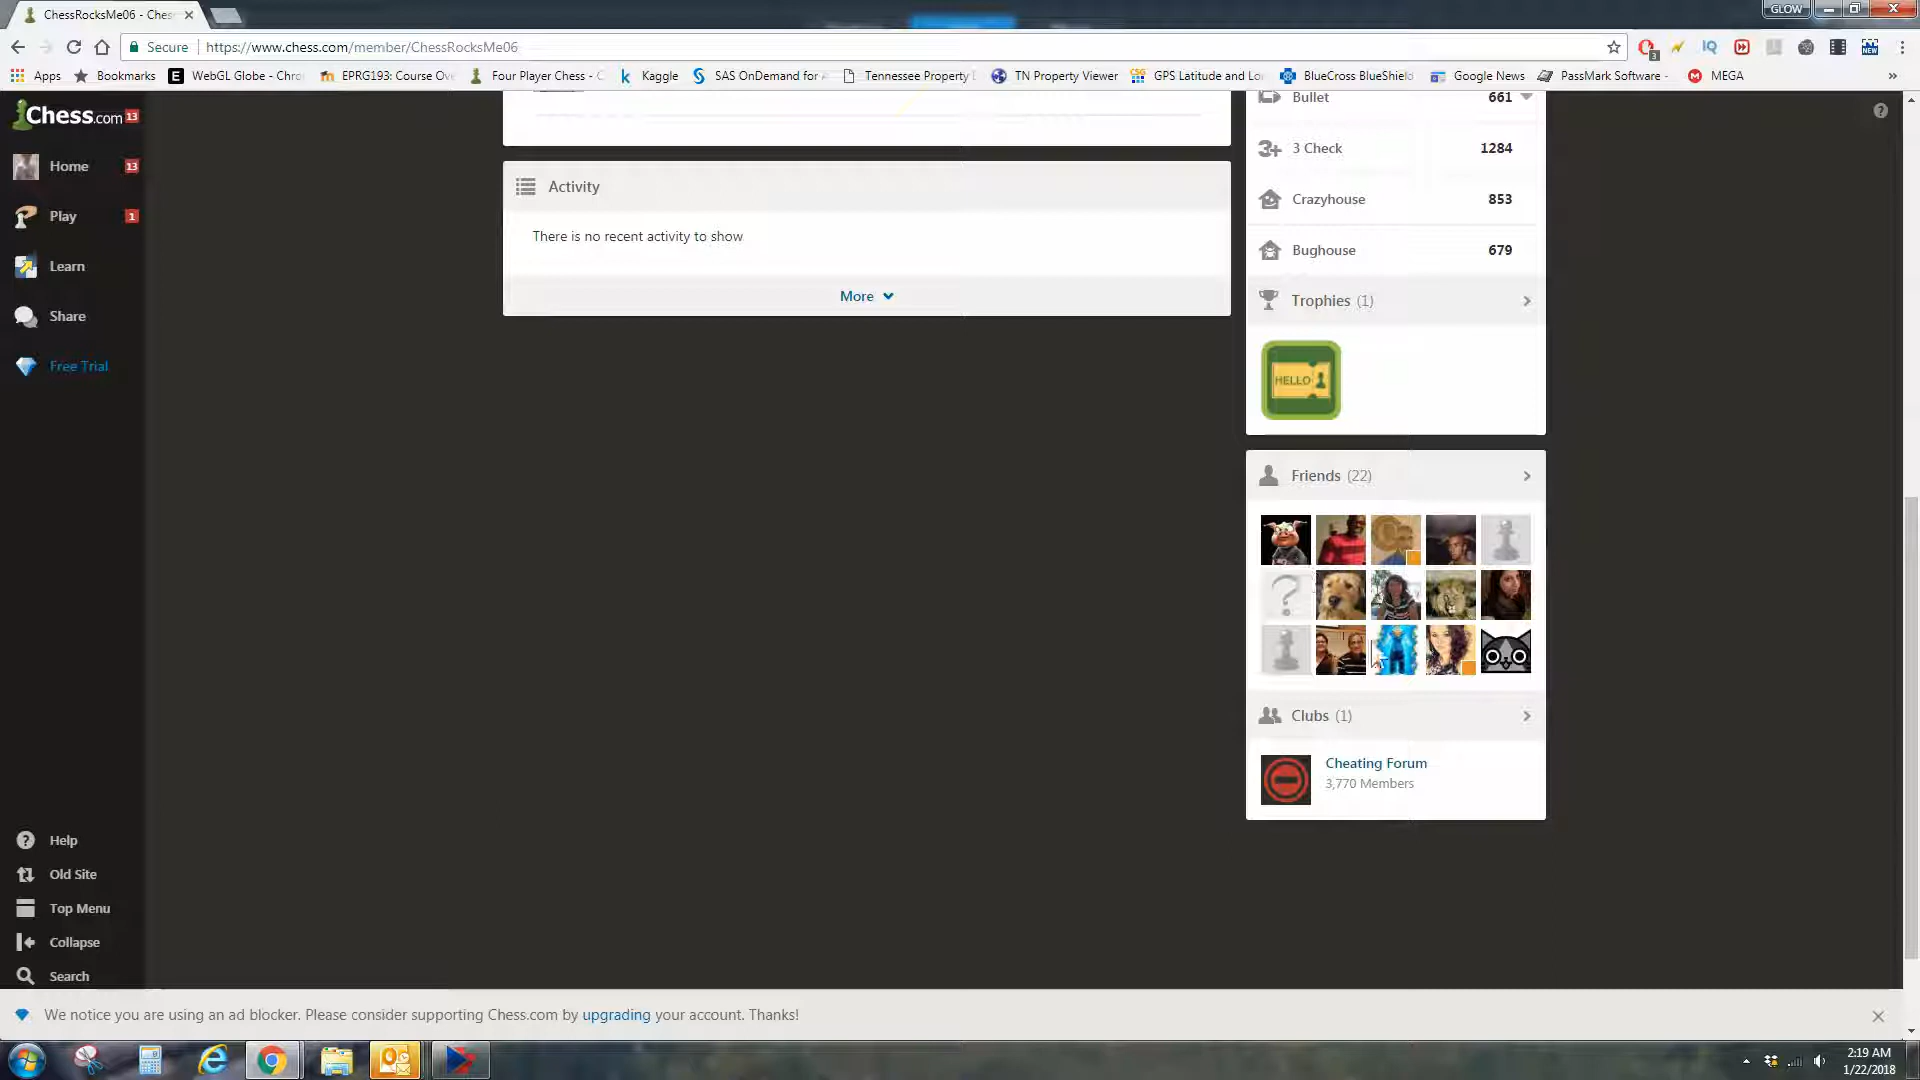 ChessRocksMe06 - Ches
GLOW
Secure
https://www.chess.com/member/ChessRocksMe06
3
IQ
NEW
Apps
Bookmarks
WebGL Globe - Chro
EPRG193: Course Ov
Four Player Chess - C
Kaggle
SAS OnDemand for A
Tennessee Property D
TN Property Viewer
GPS Latitude and Lo
BlueCross BlueShield
Google News
PassMark Software -
MEGA
Chess.com 13
Home 13
Play 1
Learn
Share
Free Trial
Activity
There is no recent activity to show
More
Bullet 661
3 Check 1284
Crazyhouse 853
Bughouse 679
Trophies (1)
HELLO
Friends (22)
Clubs (1)
Cheating Forum
3,770 Members
Help
Old Site
Top Menu
Collapse
Search
We notice you are using an ad blocker. Please consider supporting Chess.com by upgrading your account. Thanks!
2:19 AM
1/22/2018